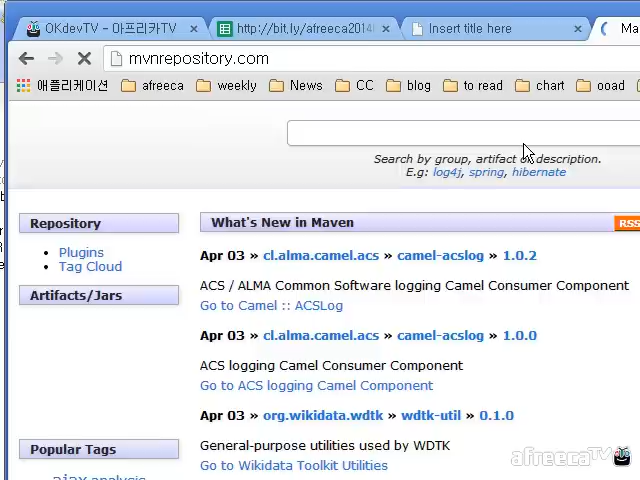 OKdevTV - 아프리카TV
http://bit.ly/afreeca2014
Insert title here
Ma
mvnrepository.com
애플리케이션
afreeca
weekly
News
CC
blog
to read
chart
ooad
Search by group, artifact or description.
E.g: log4j, spring, hibernate
Repository
Plugins
Tag Cloud
Artifacts/Jars
Popular Tags
ajax analysis
What's New in Maven
RSS
Apr 03 » cl.alma.camel.acs » camel-acslog » 1.0.2
ACS / ALMA Common Software logging Camel Consumer Component
Go to Camel :: ACSLog
Apr 03 » cl.alma.camel.acs » camel-acslog » 1.0.0
ACS logging Camel Consumer Component
Go to ACS logging Camel Component
Apr 03 » org.wikidata.wdtk » wdtk-util » 0.1.0
General-purpose utilities used by WDTK
Go to Wikidata Toolkit Utilities
afreecaTV